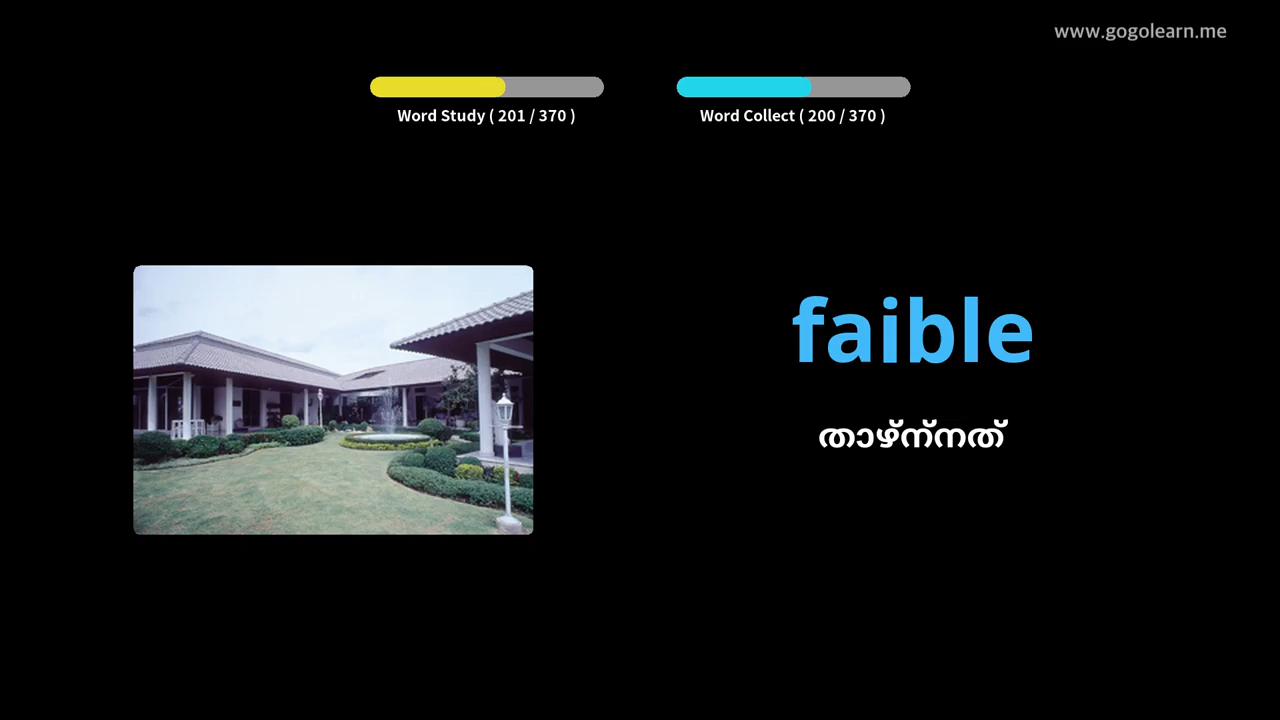 www.gogolearn.me
Word Study ( 201 / 370 )
Word Collect ( 200 / 370 )
faible
താഴ്ന്നത്